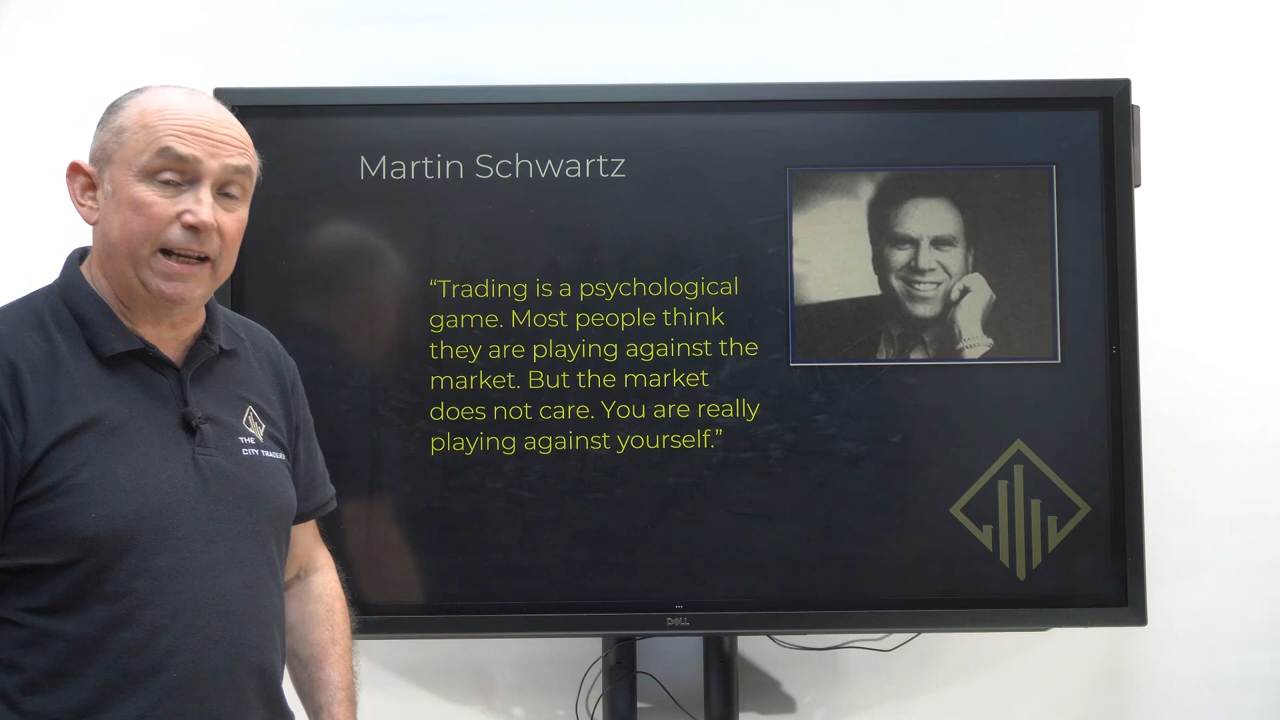 Martin Schwartz
“Trading is a psychological
game. Most people think
they are playing against the
market. But the market
does not care. You are really
playing against yourself.”
THE
CITY TRADERS
DELL